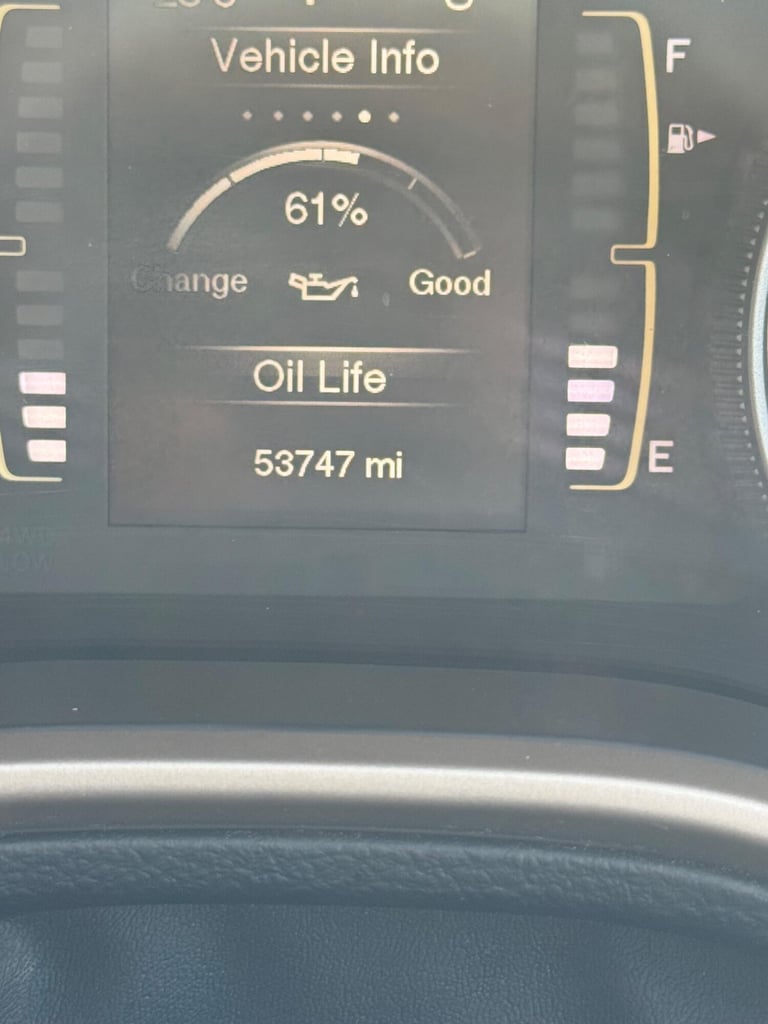 Vehicle Info
F
61%
Change Good
Oil Life
53747 mi
E